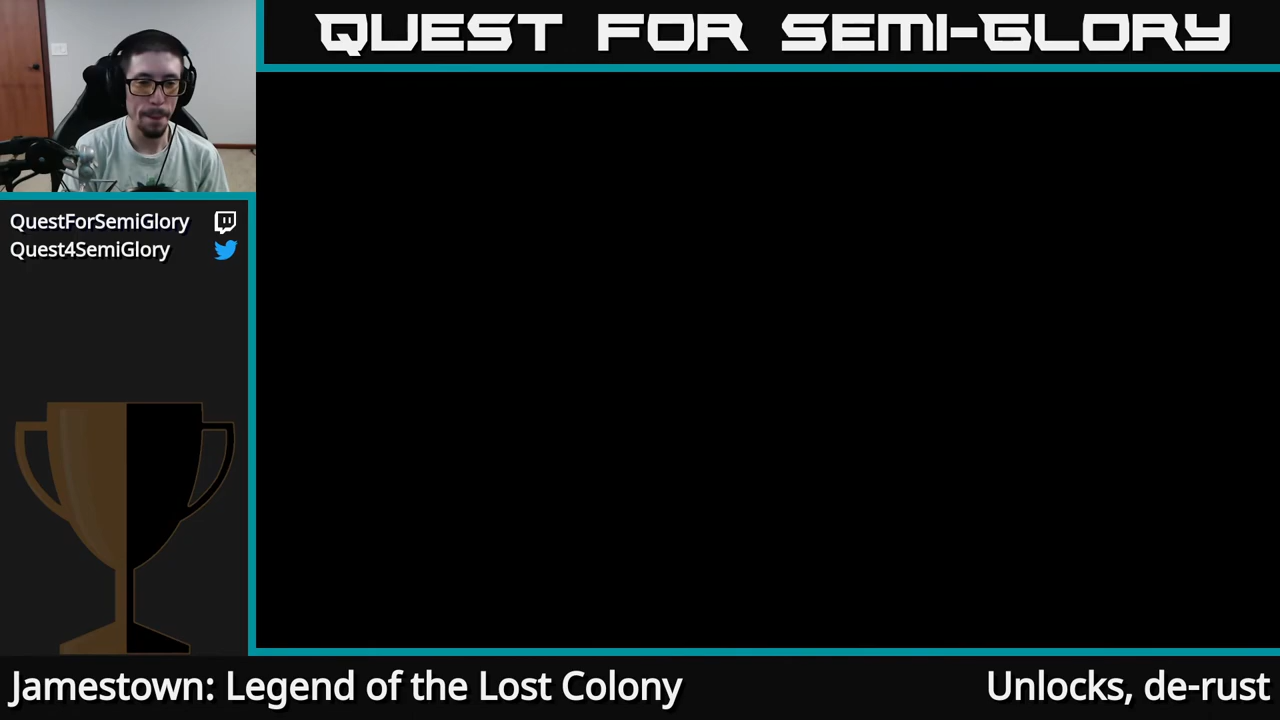 QUEST FOR SEMI-GLORY
QuestForSemiGlory
Quest4SemiGlory
Jamestown: Legend of the Lost Colony
Unlocks, de-rust